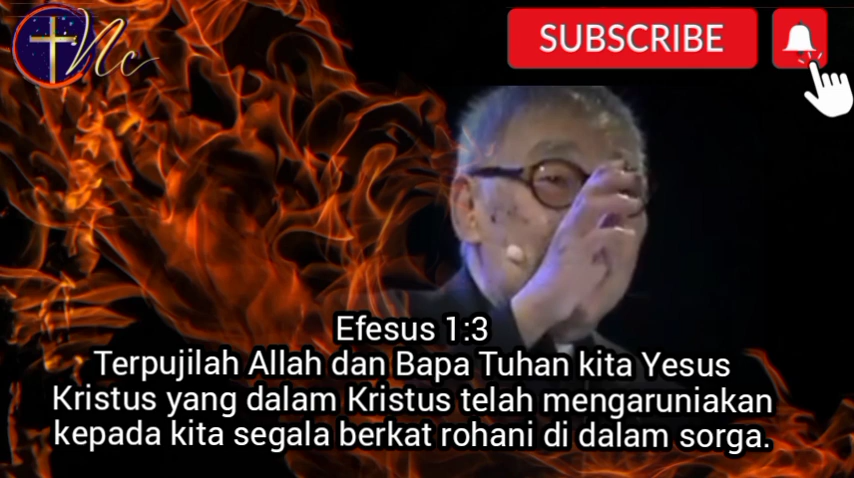 Nc
SUBSCRIBE
Efesus 1:3
Terpujilah Allah dan Bapa Tuhan kita Yesus
Kristus yang dalam Kristus telah mengaruniakan
kepada kita segala berkat rohani di dalam sorga.